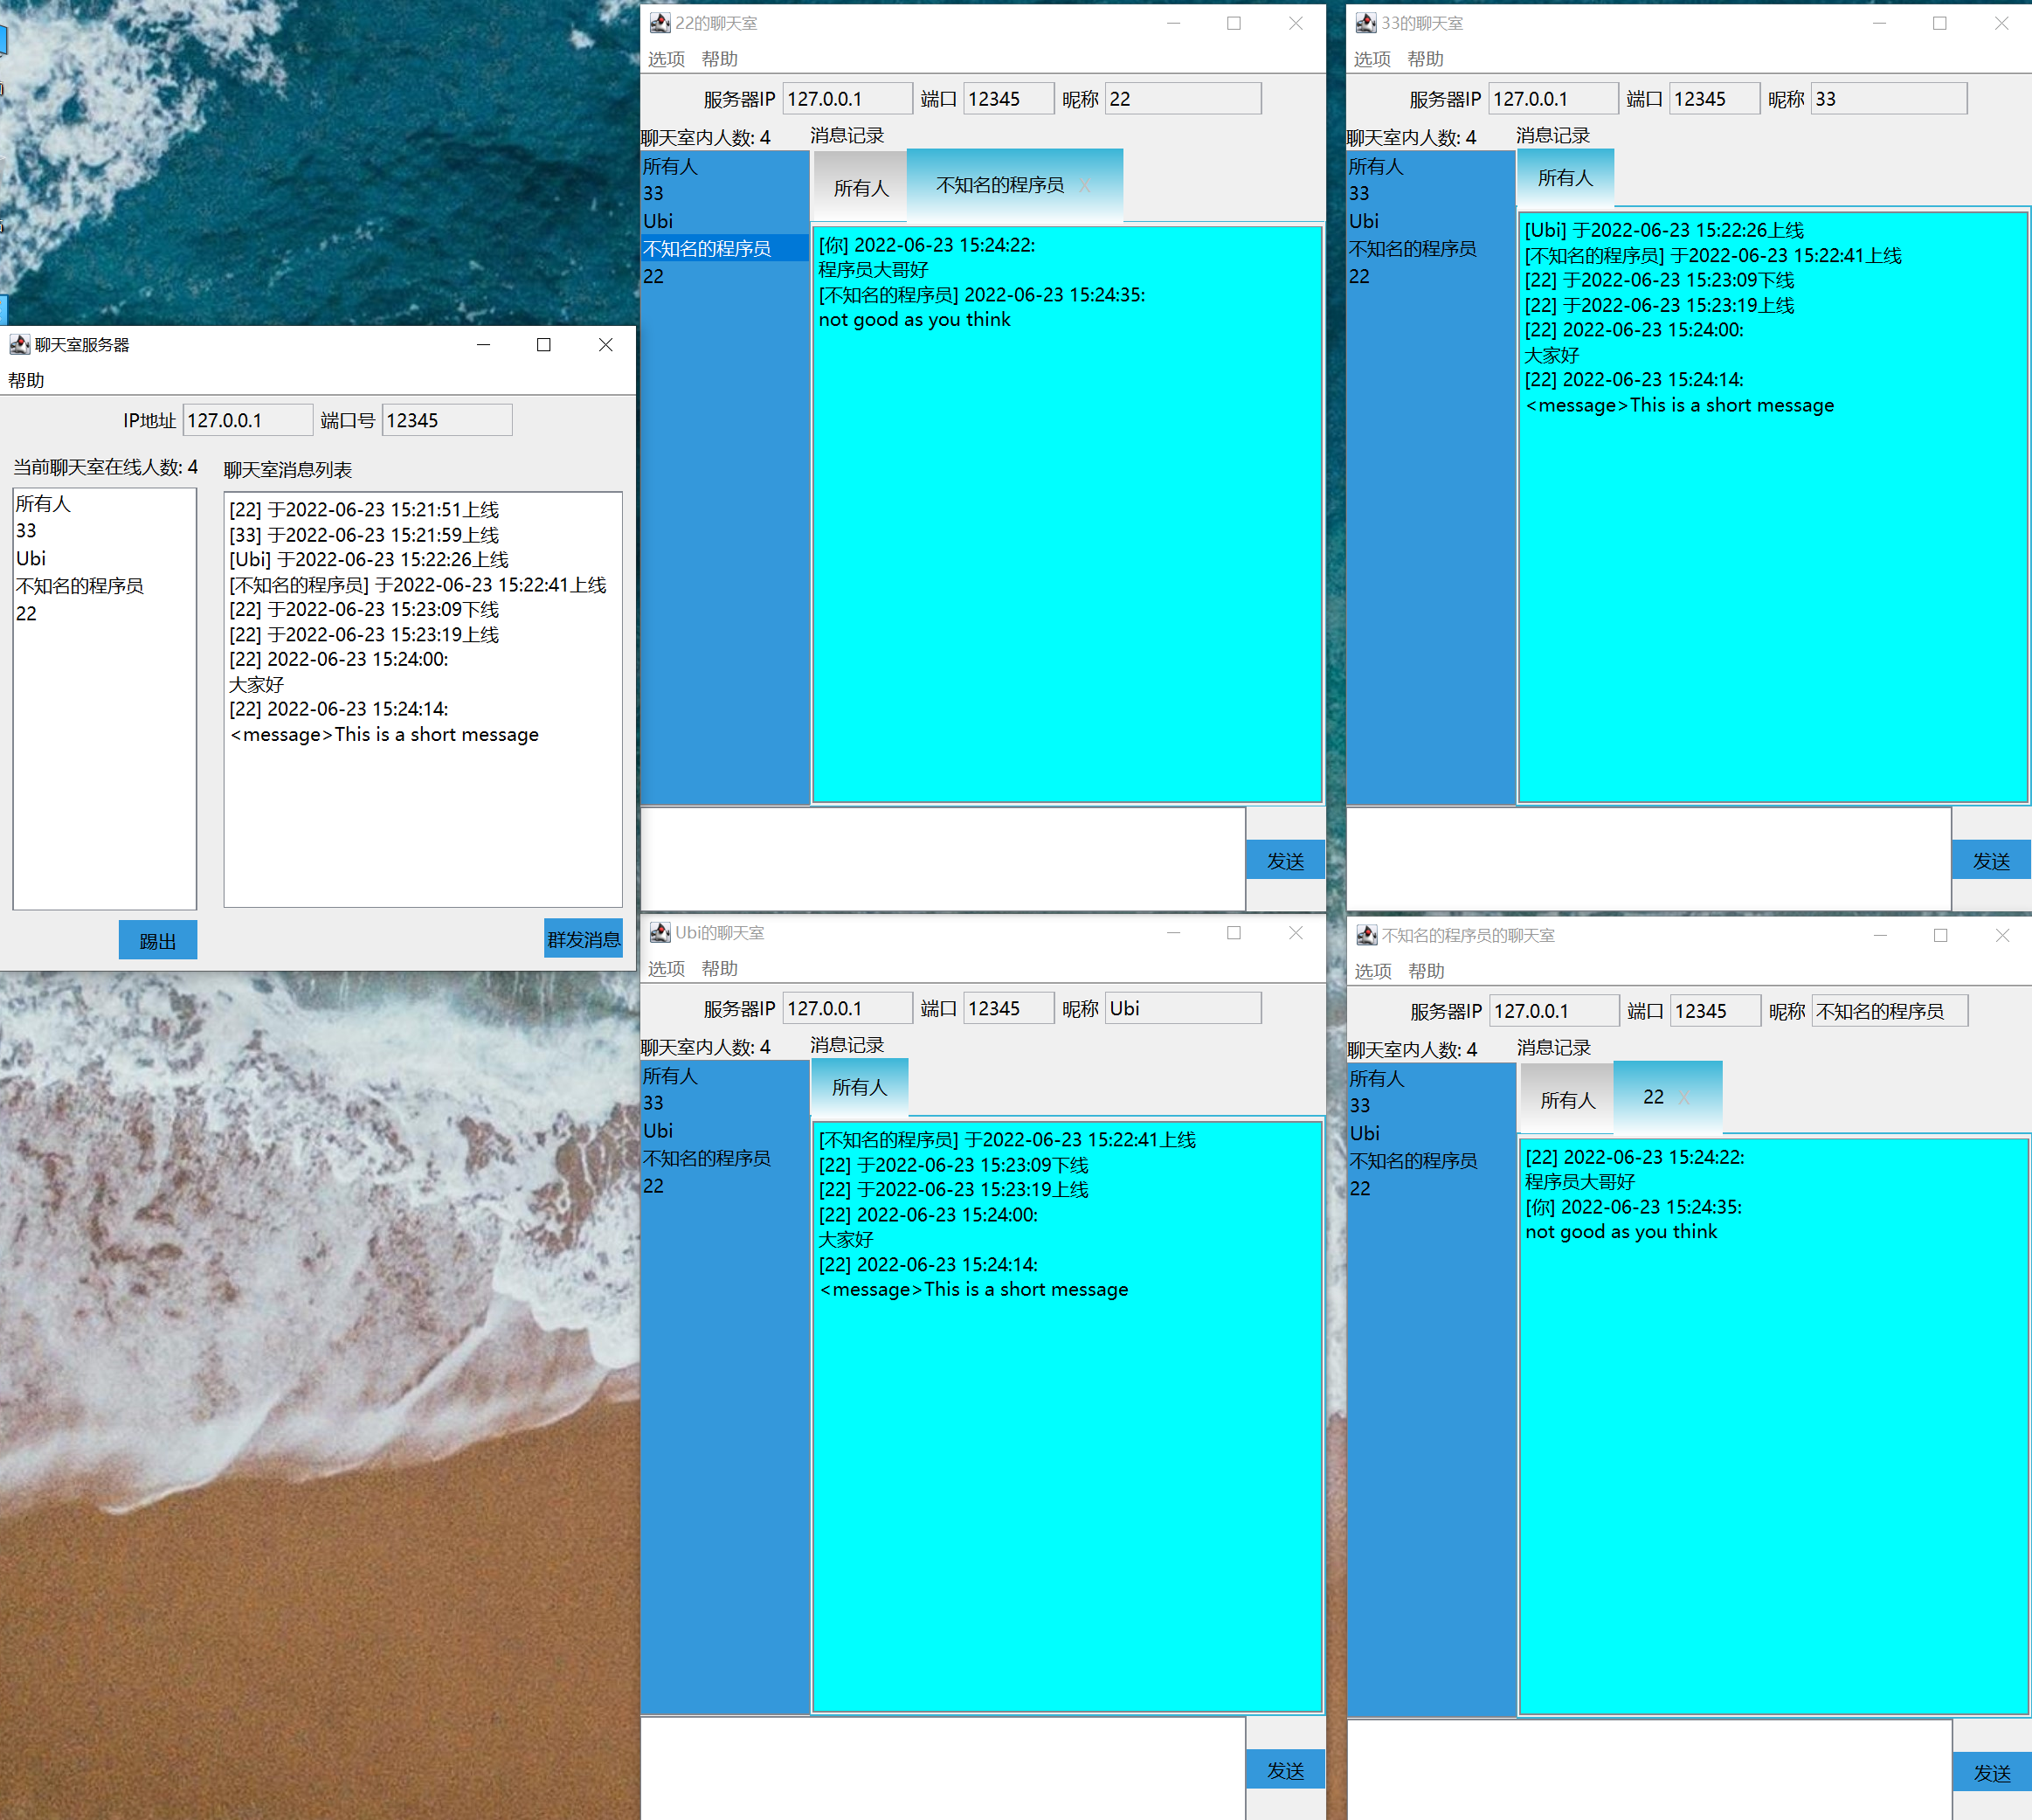 聊天室服务器
帮助
IP地址 127.0.0.1 端口号 12345
当前聊天室在线人数: 4 聊天室消息列表
所有人
33
Ubi
不知名的程序员
22
[22] 于2022-06-23 15:21:51上线
[33] 于2022-06-23 15:21:59上线
[Ubi] 于2022-06-23 15:22:26上线
[不知名的程序员] 于2022-06-23 15:22:41上线
[22] 于2022-06-23 15:23:09下线
[22] 于2022-06-23 15:23:19上线
[22] 2022-06-23 15:24:00:
大家好
[22] 2022-06-23 15:24:14:
<message>This is a short message
踢出 群发消息
22的聊天室
选项 帮助
服务器IP 127.0.0.1 端口 12345 昵称 22
聊天室内人数: 4 消息记录
所有人
33
Ubi
不知名的程序员
22
所有人 不知名的程序员 X
[你] 2022-06-23 15:24:22:
程序员大哥好
[不知名的程序员] 2022-06-23 15:24:35:
not good as you think
发送
33的聊天室
选项 帮助
服务器IP 127.0.0.1 端口 12345 昵称 33
聊天室内人数: 4 消息记录
所有人
33
Ubi
不知名的程序员
22
所有人
[Ubi] 于2022-06-23 15:22:26上线
[不知名的程序员] 于2022-06-23 15:22:41上线
[22] 于2022-06-23 15:23:09下线
[22] 于2022-06-23 15:23:19上线
[22] 2022-06-23 15:24:00:
大家好
[22] 2022-06-23 15:24:14:
<message>This is a short message
发送
Ubi的聊天室
选项 帮助
服务器IP 127.0.0.1 端口 12345 昵称 Ubi
聊天室内人数: 4 消息记录
所有人
33
Ubi
不知名的程序员
22
所有人
[不知名的程序员] 于2022-06-23 15:22:41上线
[22] 于2022-06-23 15:23:09下线
[22] 于2022-06-23 15:23:19上线
[22] 2022-06-23 15:24:00:
大家好
[22] 2022-06-23 15:24:14:
<message>This is a short message
发送
不知名的程序员的聊天室
选项 帮助
服务器IP 127.0.0.1 端口 12345 昵称 不知名的程序员
聊天室内人数: 4 消息记录
所有人
33
Ubi
不知名的程序员
22
所有人 22 X
[22] 2022-06-23 15:24:22:
程序员大哥好
[你] 2022-06-23 15:24:35:
not good as you think
发送